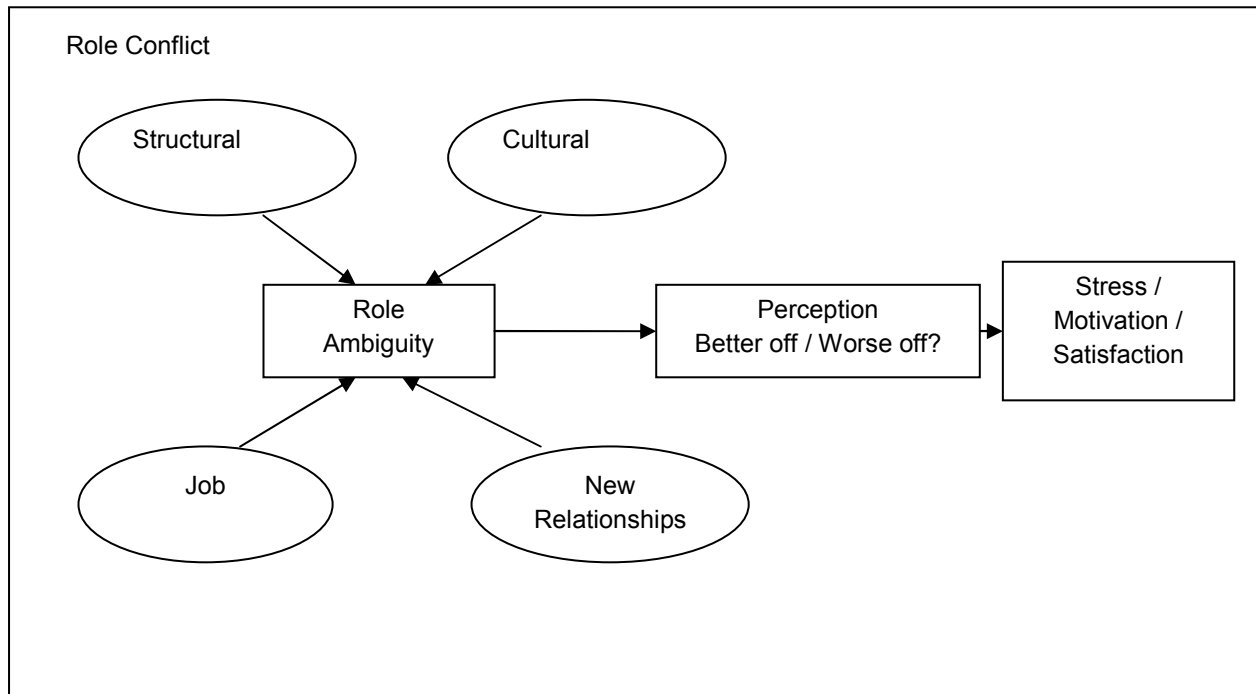 Role Conflict
Structural
Cultural
Role
Ambiguity
Perception
Better off / Worse off?
Stress /
Motivation /
Satisfaction
Job
New
Relationships